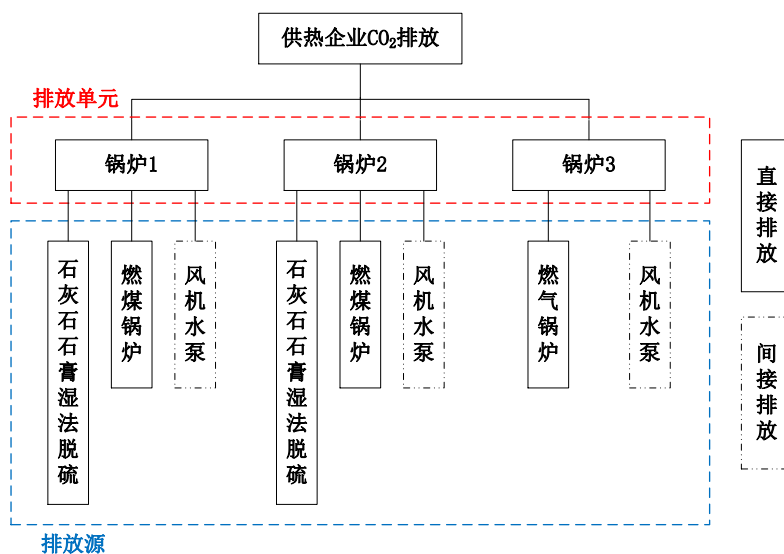 供热企业CO₂排放
排放单元
锅炉1
锅炉2
锅炉3
石灰石石膏湿法脱硫
燃煤锅炉
风机水泵
石灰石石膏湿法脱硫
燃煤锅炉
风机水泵
燃气锅炉
风机水泵
直接排放
间接排放
排放源